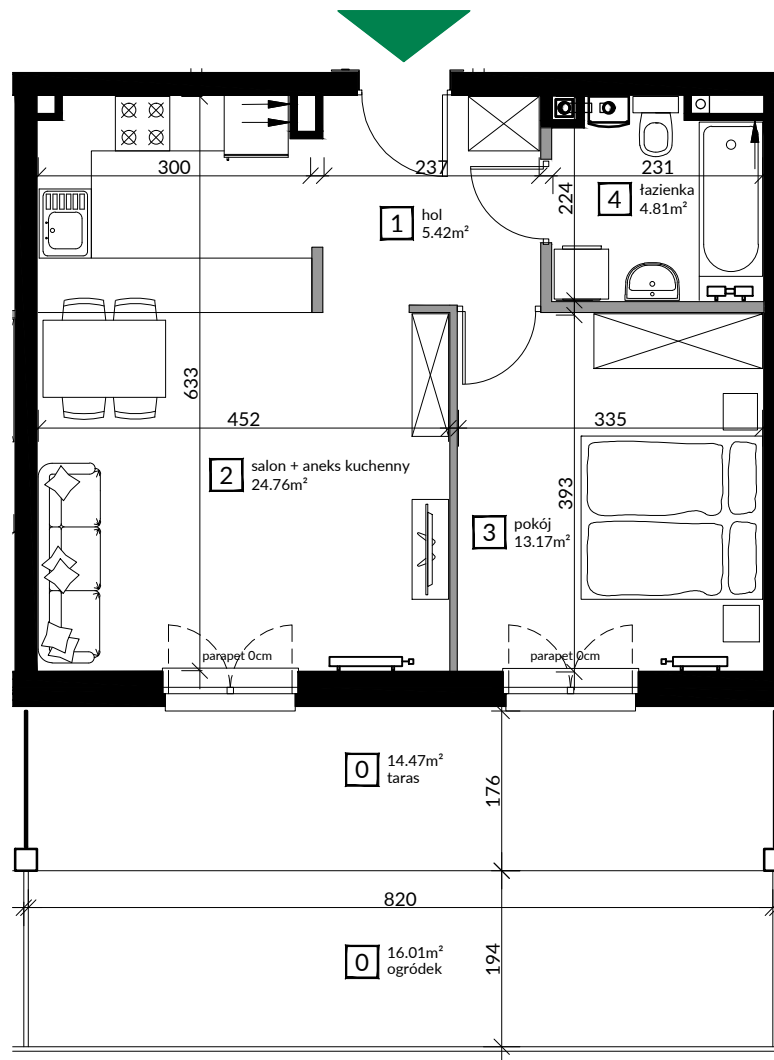 300
237
231
224
1
hol
5.42m²
4
łazienka
4.81m²
633
452
335
2
salon + aneks kuchenny
24.76m²
393
3
pokój
13.17m²
parapet 0cm
parapet 0cm
0
14.47m²
taras
176
820
0
16.01m²
ogródek
194